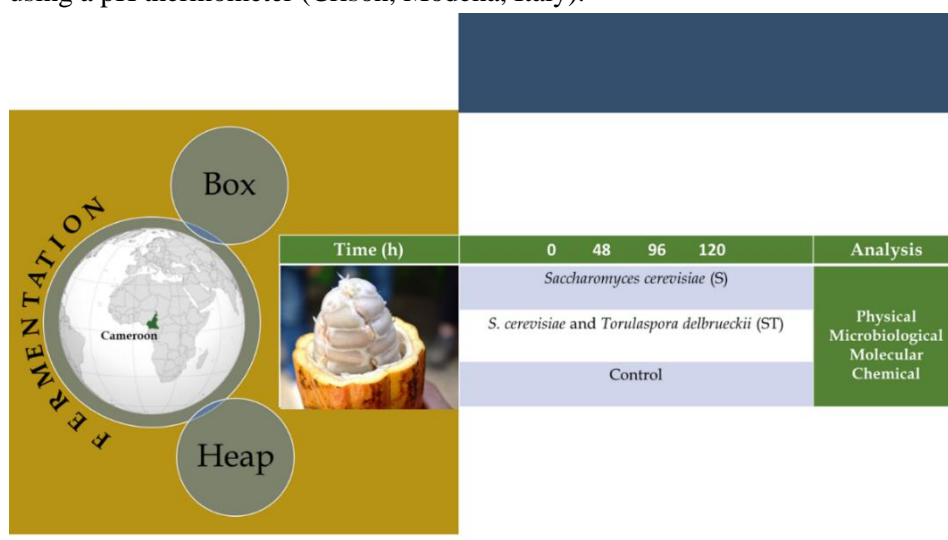 Box
FERMENTATION
Cameroon
Heap
Time (h) 0 48 96 120 Analysis
Saccharomyces cerevisiae (S)
S. cerevisiae and Torulaspora delbrueckii (ST)
Control
Physical
Microbiological
Molecular
Chemical